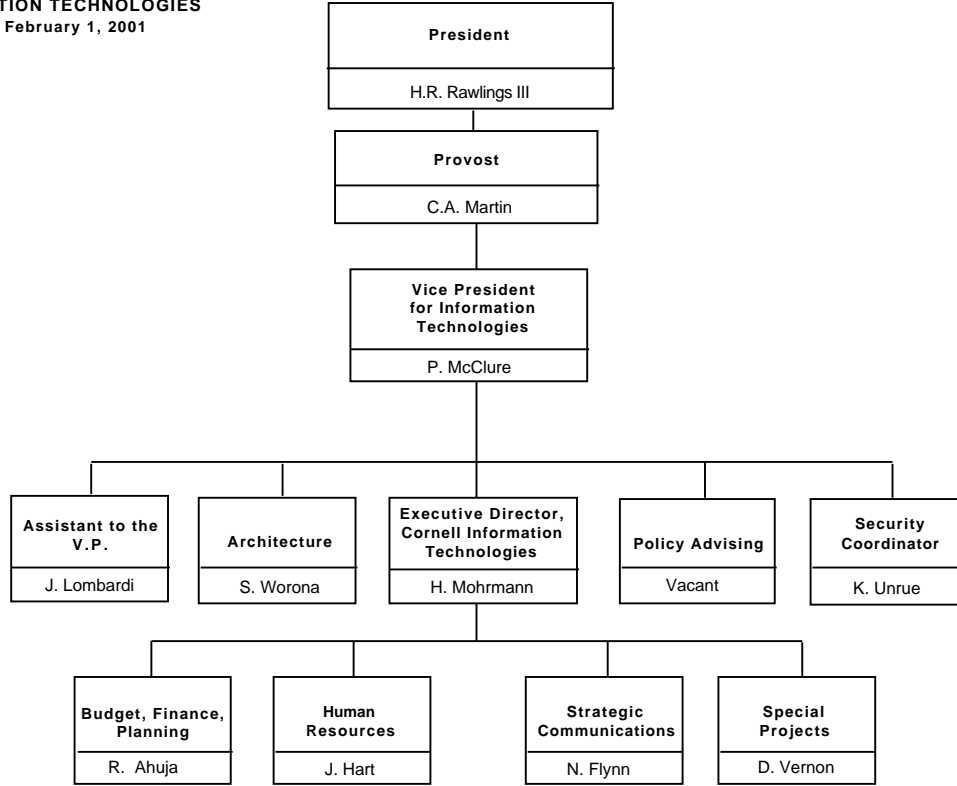 TION TECHNOLOGIES
February 1, 2001
President
H.R. Rawlings III
Provost
C.A. Martin
Vice President
for Information
Technologies
P. McClure
Assistant to the
V.P.
J. Lombardi
Architecture
S. Worona
Executive Director,
Cornell Information
Technologies
H. Mohrmann
Policy Advising
Vacant
Security
Coordinator
K. Unrue
Budget, Finance,
Planning
R. Ahuja
Human
Resources
J. Hart
Strategic
Communications
N. Flynn
Special
Projects
D. Vernon